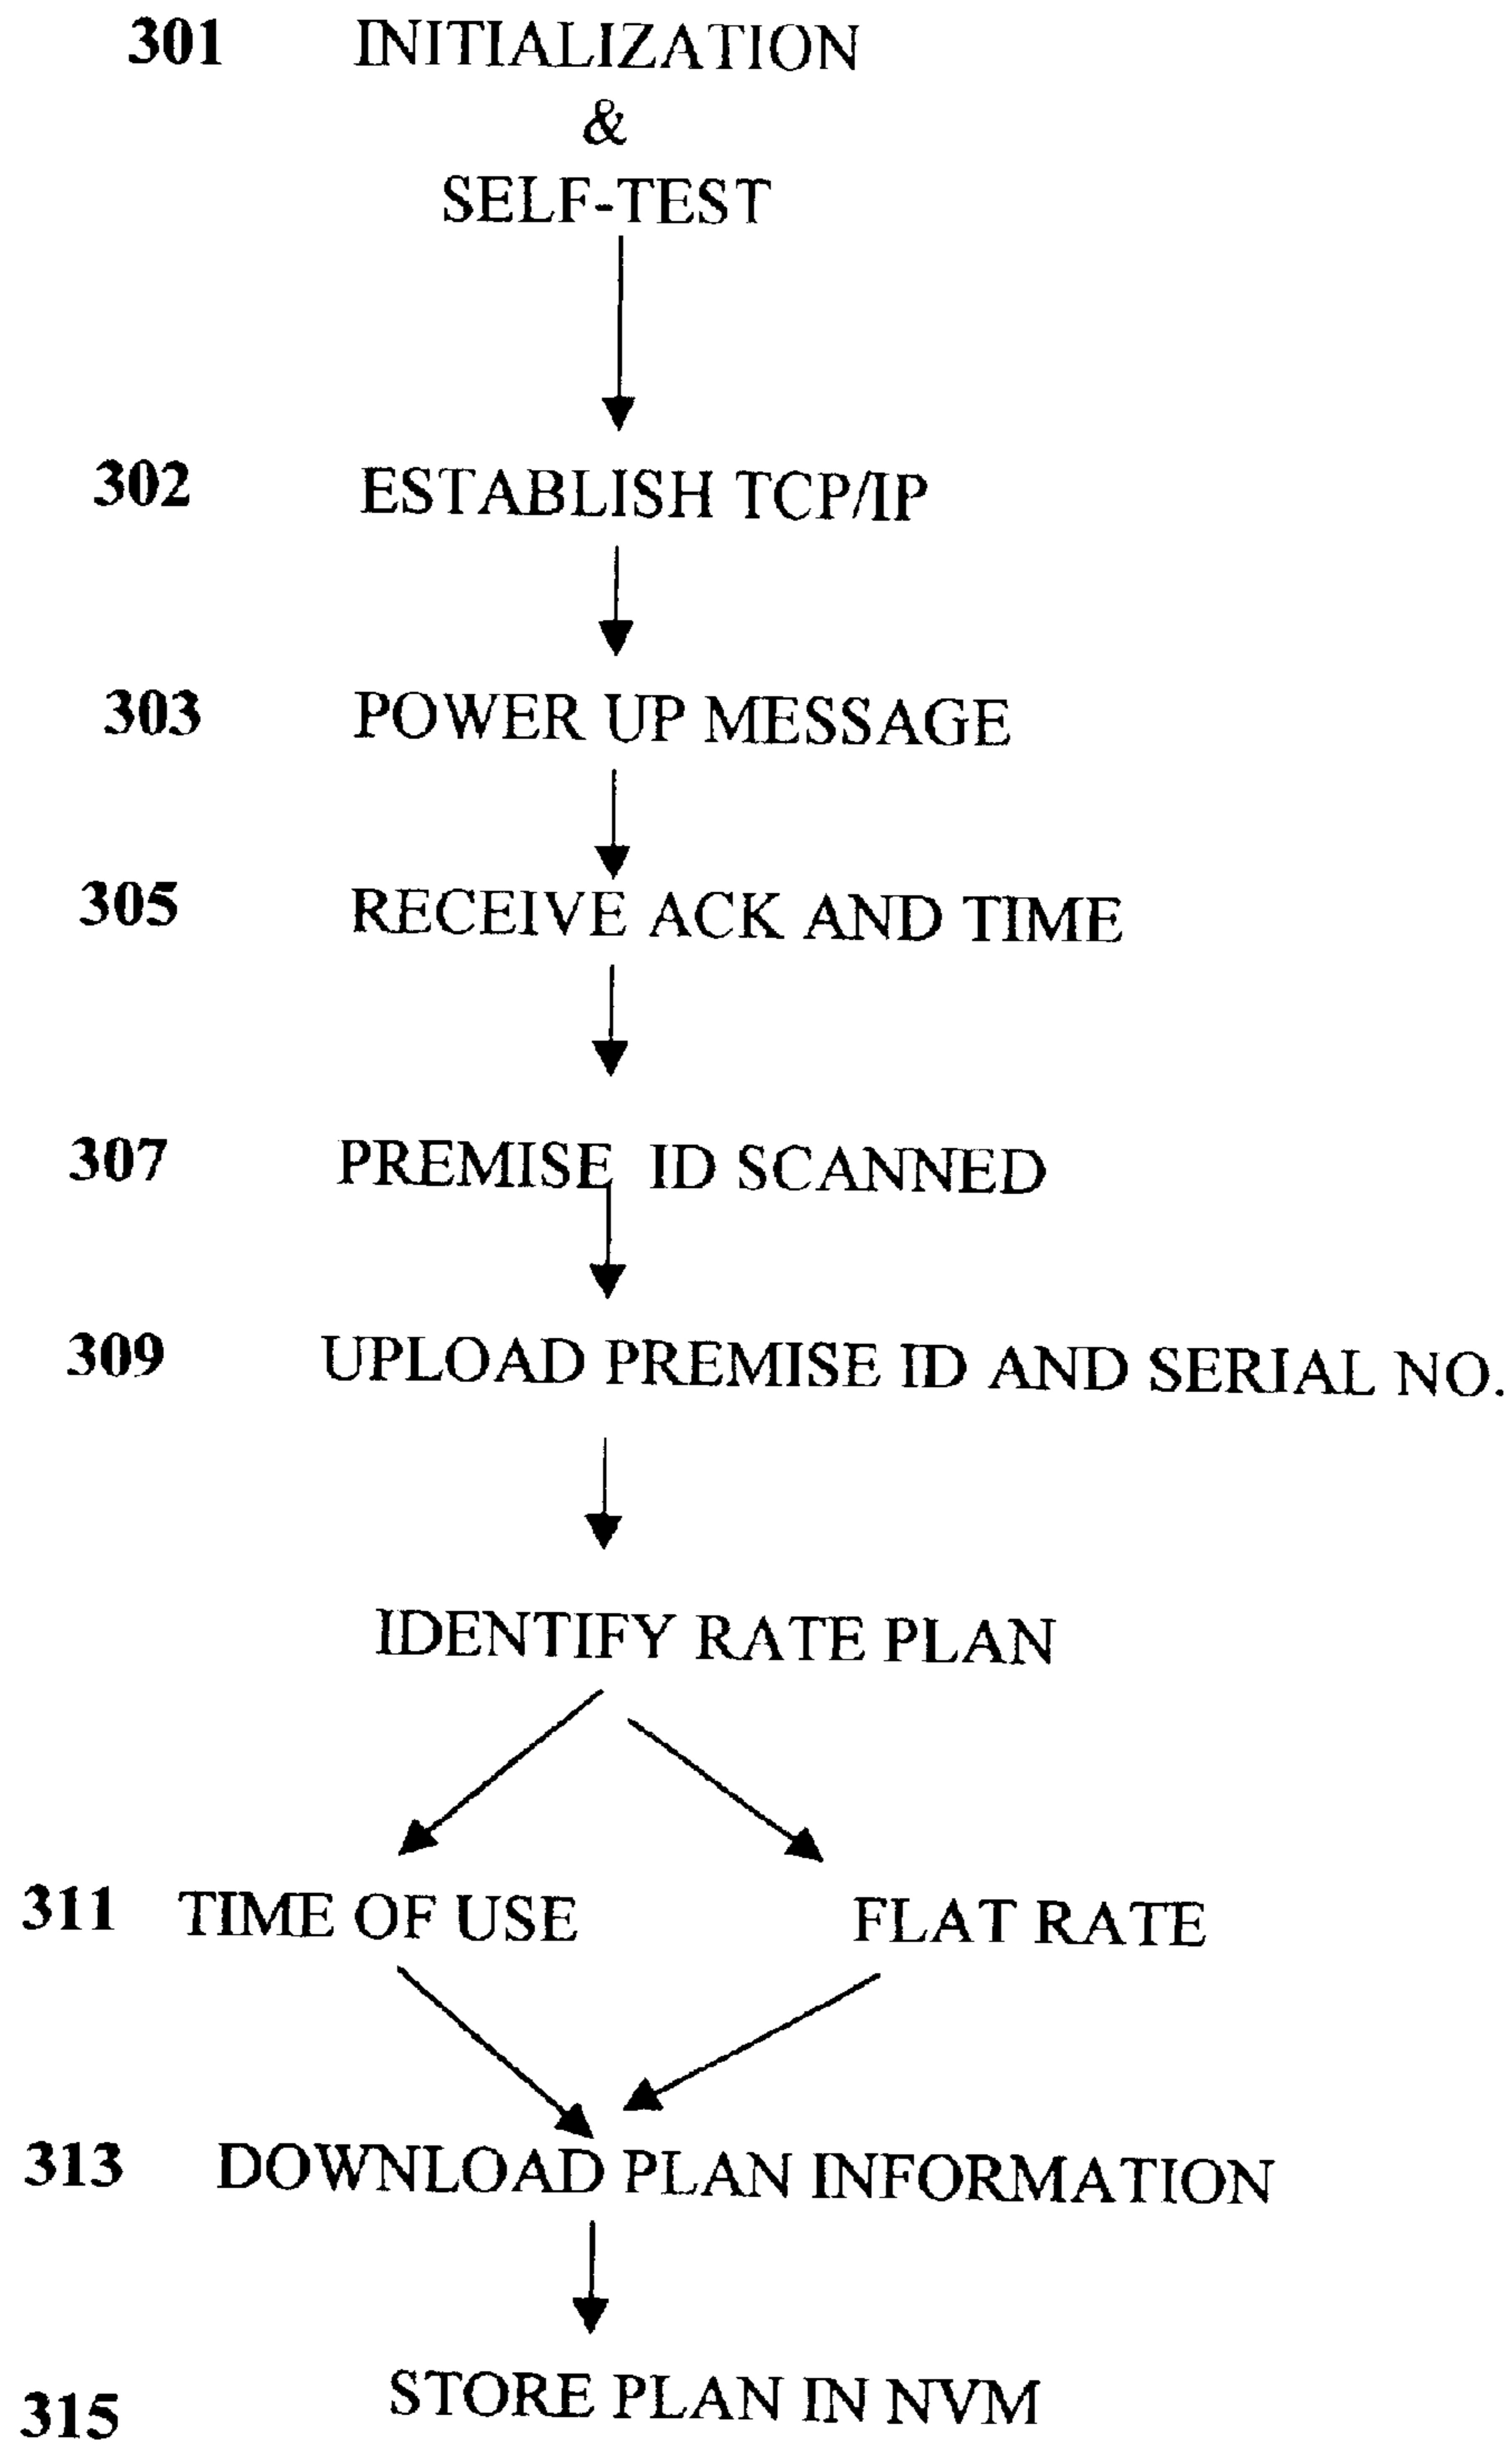 301 INITIALIZATION
&
SELF-TEST
302 ESTABLISH TCP/IP
303 POWER UP MESSAGE
305 RECEIVE ACK AND TIME
307 PREMISE ID SCANNED
309 UPLOAD PREMISE ID AND SERIAL NO.
IDENTIFY RATE PLAN
311 TIME OF USE FLAT RATE
313 DOWNLOAD PLAN INFORMATION
315 STORE PLAN IN NVM